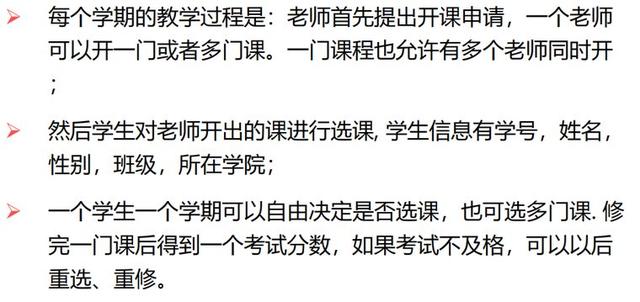 每个学期的教学过程是：老师首先提出开课申请，一个老师
可以开一门或者多门课。一门课程也允许有多个老师同时开
；
然后学生对老师开出的课进行选课, 学生信息有学号，姓名，
性别，班级，所在学院；
一个学生一个学期可以自由决定是否选课，也可选多门课. 修
完一门课后得到一个考试分数，如果考试不及格，可以以后
重选、重修。